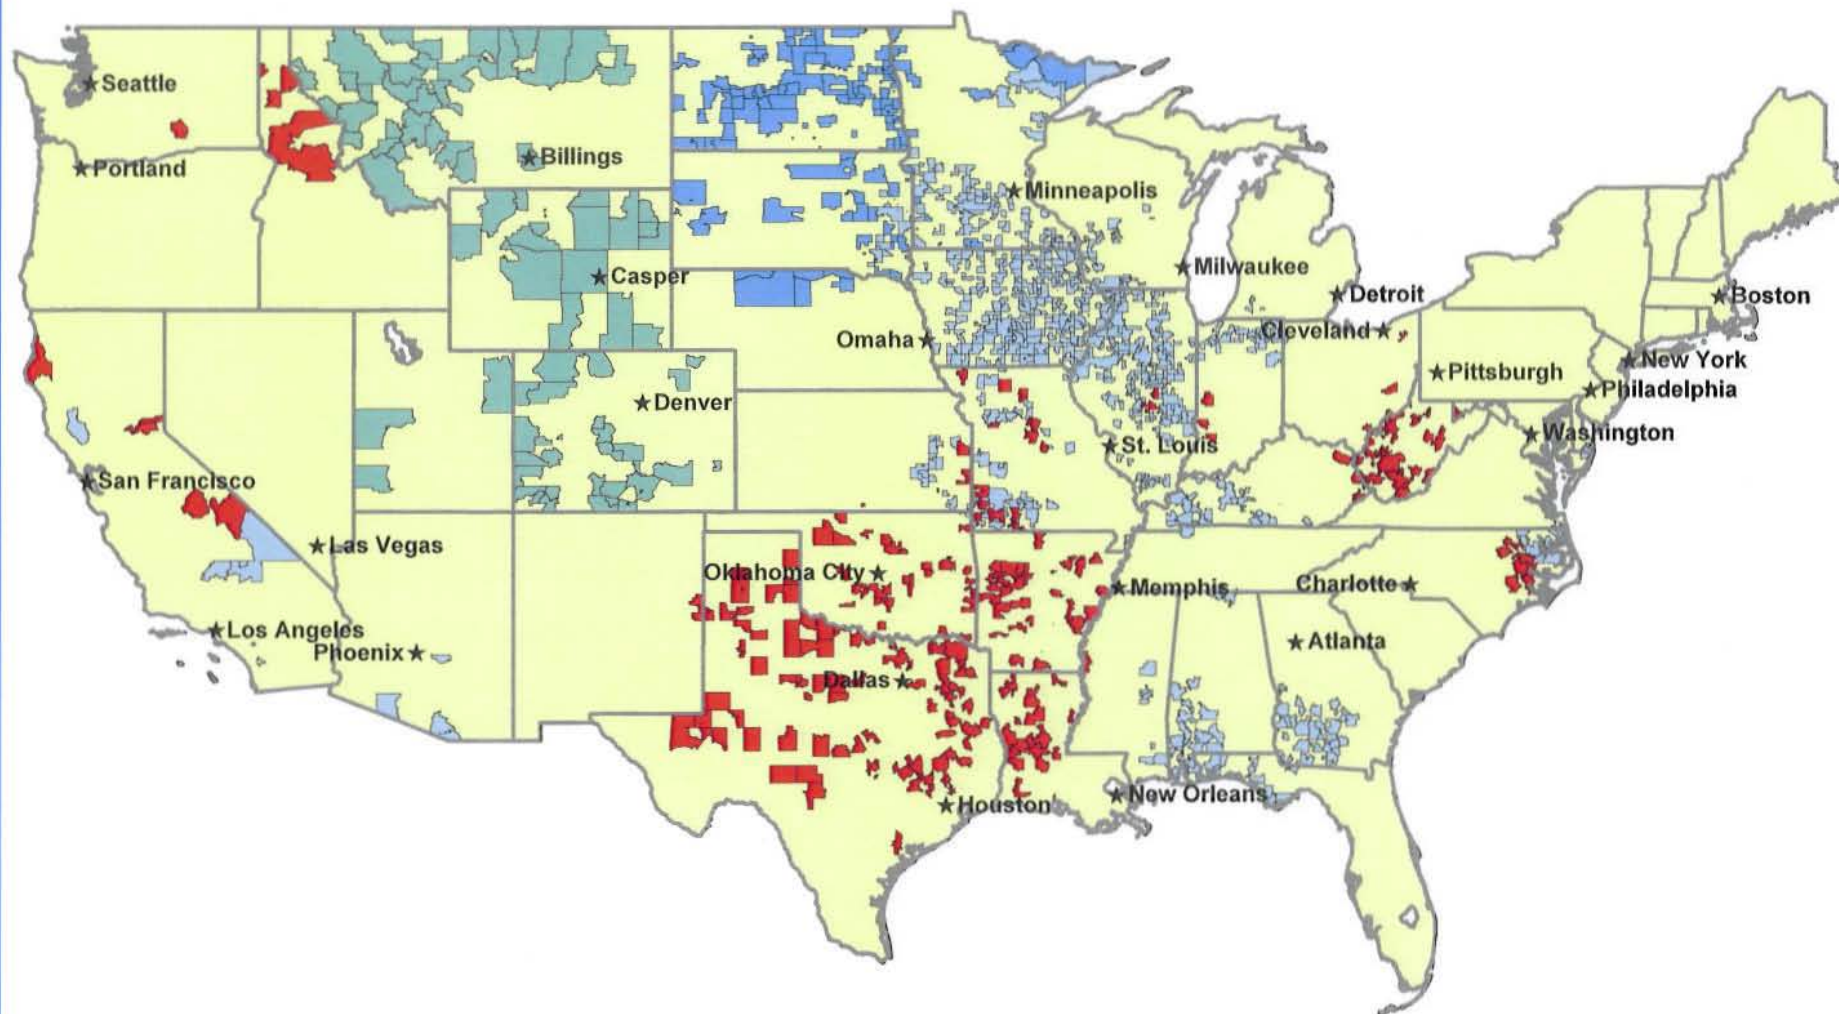 Seattle
Portland
Billings
Minneapolis
Casper
Milwaukee
Detroit
Boston
Omaha
Cleveland
New York
Pittsburgh
Philadelphia
Denver
Washington
St. Louis
San Francisco
Las Vegas
Oklahoma City
Memphis
Charlotte
Los Angeles
Phoenix
Atlanta
Dallas
Houston
New Orleans